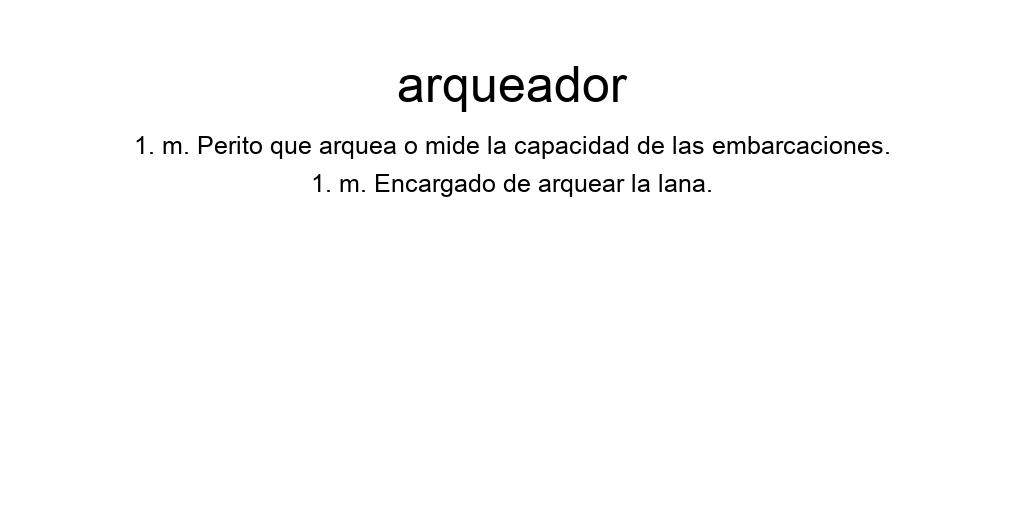 arqueador
1. m. Perito que arquea o mide la capacidad de las embarcaciones.
1. m. Encargado de arquear la lana.